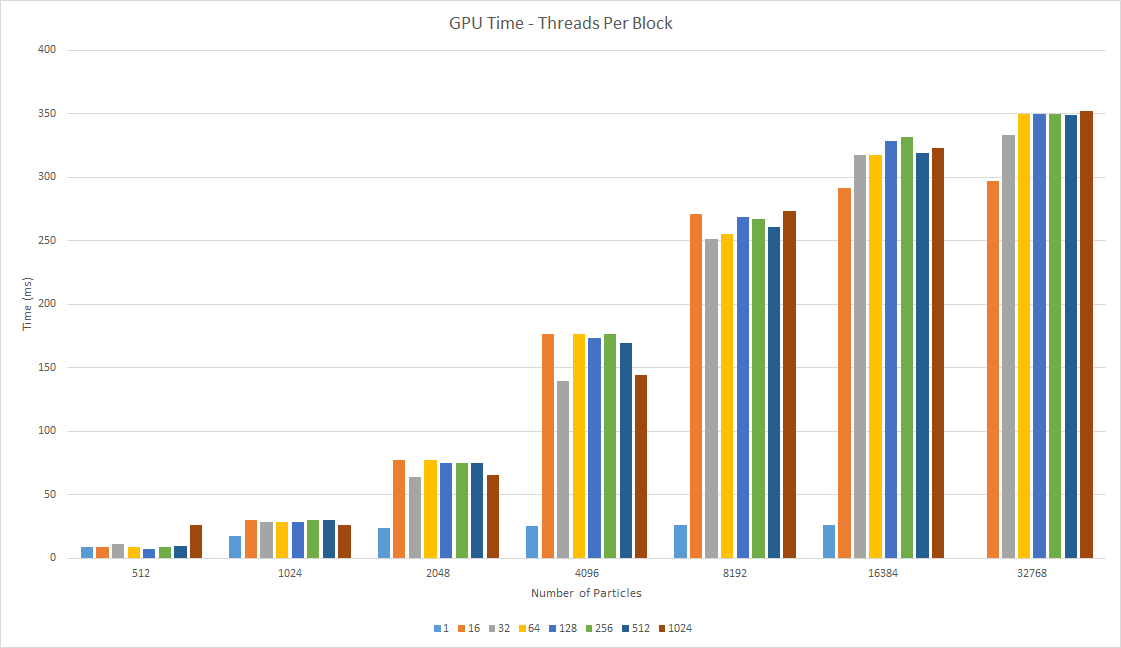 GPU Time - Threads Per Block
400
350
300
250
200
150
100
50
0
Time (ms)
512 1024 2048 4096 8192 16384 32768
Number of Particles
1 16 32 64 128 256 512 1024